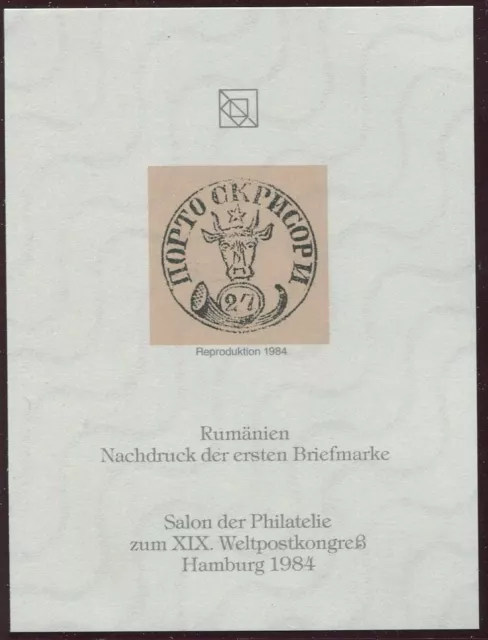 ПОРТО СКРИСОРИ
27
Reproduktion 1984
Rumänien
Nachdruck der ersten Briefmarke
Salon der Philatelie
zum XIX. Weltpostkongreß
Hamburg 1984